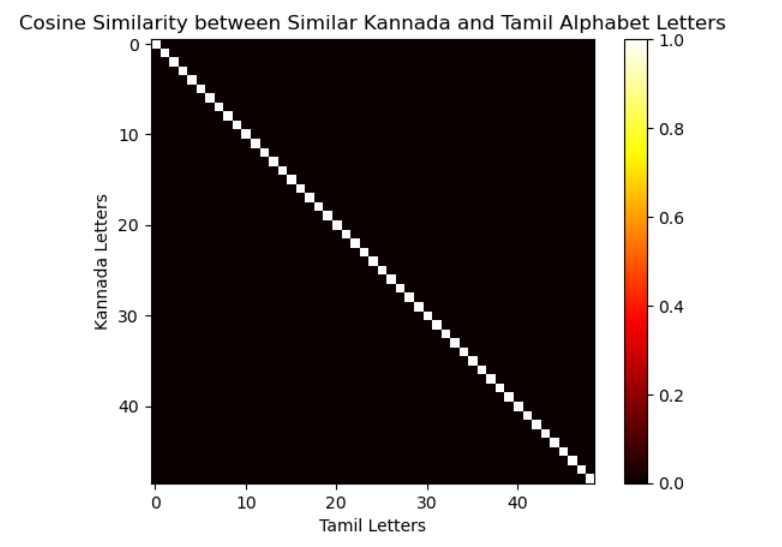 Cosine Similarity between Similar Kannada and Tamil Alphabet Letters
0
10
20
30
40
Kannada Letters
0 10 20 30 40
Tamil Letters
1.0
0.8
0.6
0.4
0.2
0.0